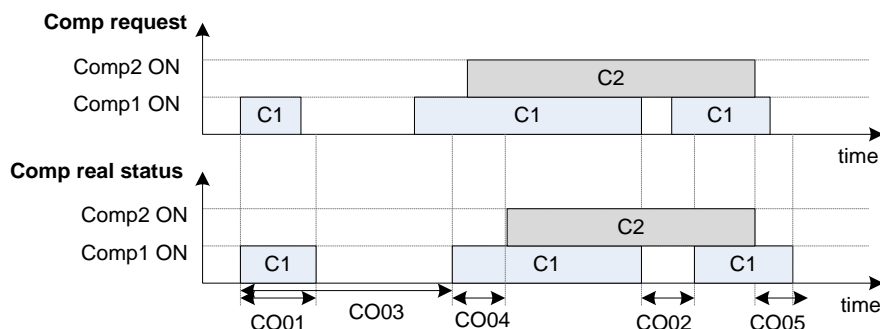 Comp request
Comp2 ON
C2
Comp1 ON
C1
C1
C1
time
Comp real status
Comp2 ON
C2
Comp1 ON
C1
C1
C1
time
CO03
CO01
CO04
CO02
CO05